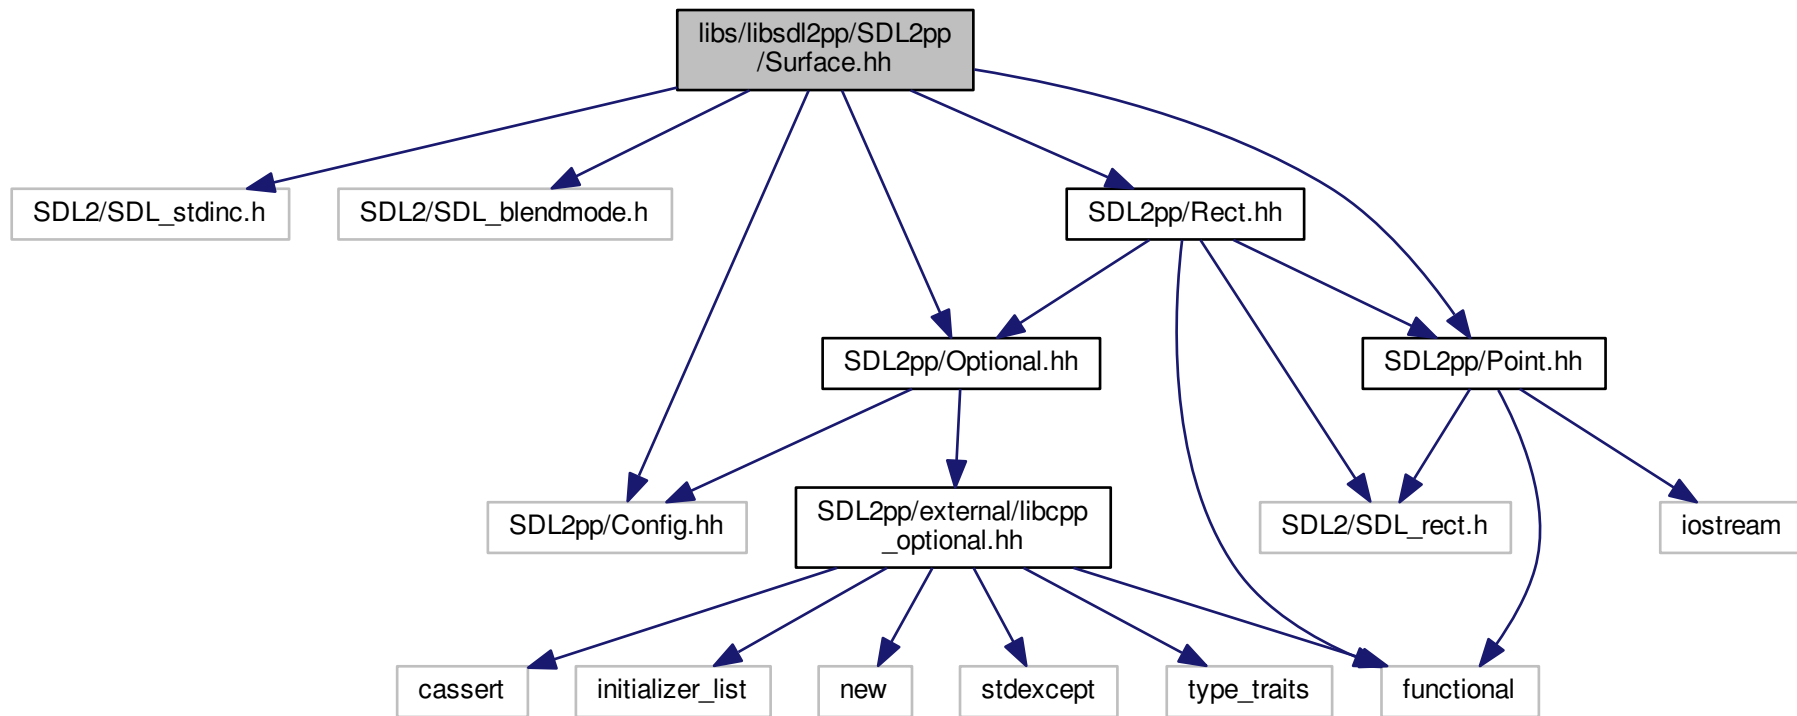 libs/libsdl2pp/SDL2pp
/Surface.hh
SDL2/SDL_stdinc.h
SDL2/SDL_blendmode.h
SDL2pp/Rect.hh
SDL2pp/Optional.hh
SDL2pp/Point.hh
SDL2pp/Config.hh
SDL2pp/external/libcpp
_optional.hh
SDL2/SDL_rect.h
iostream
cassert
initializer_list
new
stdexcept
type_traits
functional